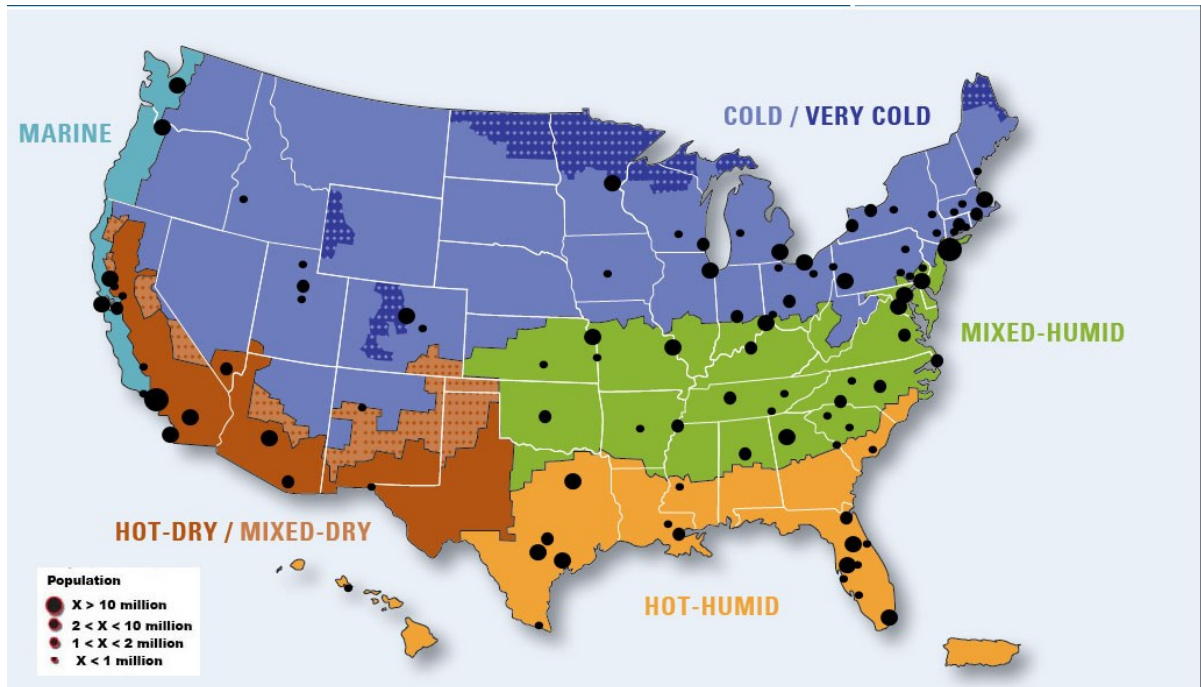 COLD / VERY COLD
MARINE
MIXED-HUMID
HOT-DRY / MIXED-DRY
HOT-HUMID
Population
X > 10 million
2 < X < 10 million
1 < X < 2 million
X < 1 million